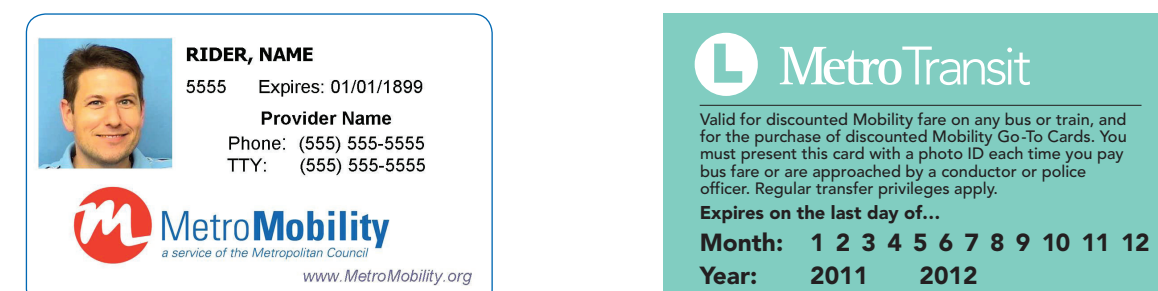 RIDER, NAME
5555 Expires: 01/01/1899
Provider Name
Phone: (555) 555-5555
TTY: (555) 555-5555
m
MetroMobility
a service of the Metropolitan Council
www.MetroMobility.org
L MetroTransit
Valid for discounted Mobility fare on any bus or train, and
for the purchase of discounted Mobility Go-To Cards. You
must present this card with a photo ID each time you pay
bus fare or are approached by a conductor or police
officer. Regular transfer privileges apply.
Expires on the last day of...
Month: 1 2 3 4 5 6 7 8 9 10 11 12
Year: 2011 2012